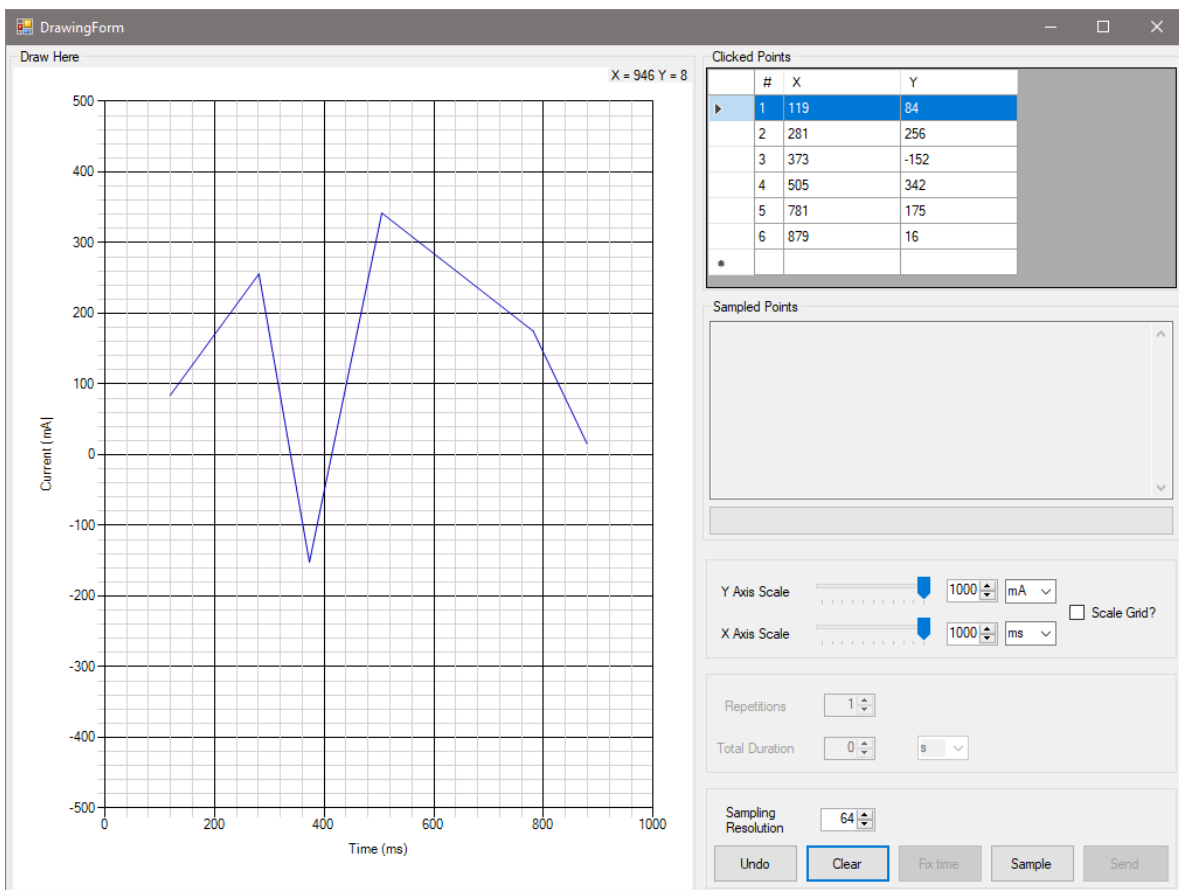 DrawingForm
Draw Here
X = 946 Y = 8
500
400
300
200
100
0
-100
-200
-300
-400
-500
Current (mA)
0 200 400 600 800 1000
Time (ms)
Clicked Points
# X Y
1 119 84
2 281 256
3 373 -152
4 505 342
5 781 175
6 879 16
Sampled Points
Y Axis Scale 1000 mA
X Axis Scale 1000 ms
Scale Grid?
Repetitions 1
Total Duration 0 s
Sampling
Resolution
64
Undo Clear Fix time Sample Send